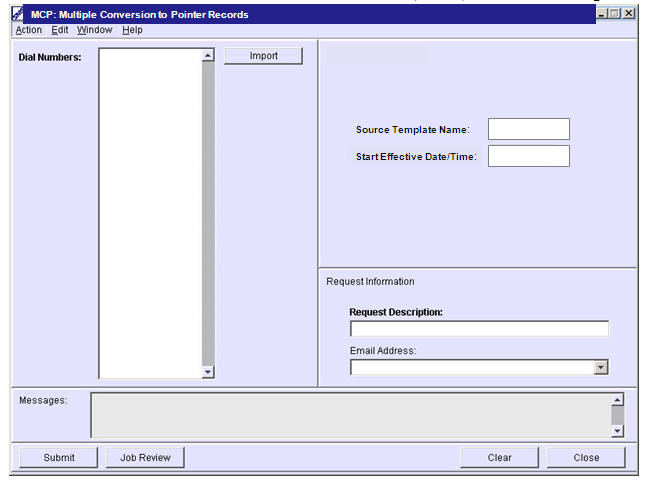 MCP: Multiple Conversion to Pointer Records
Action Edit Window Help
Dial Numbers:
Import
Source Template Name:
Start Effective Date/Time:
Request Information
Request Description:
Email Address:
Messages:
Submit
Job Review
Clear
Close